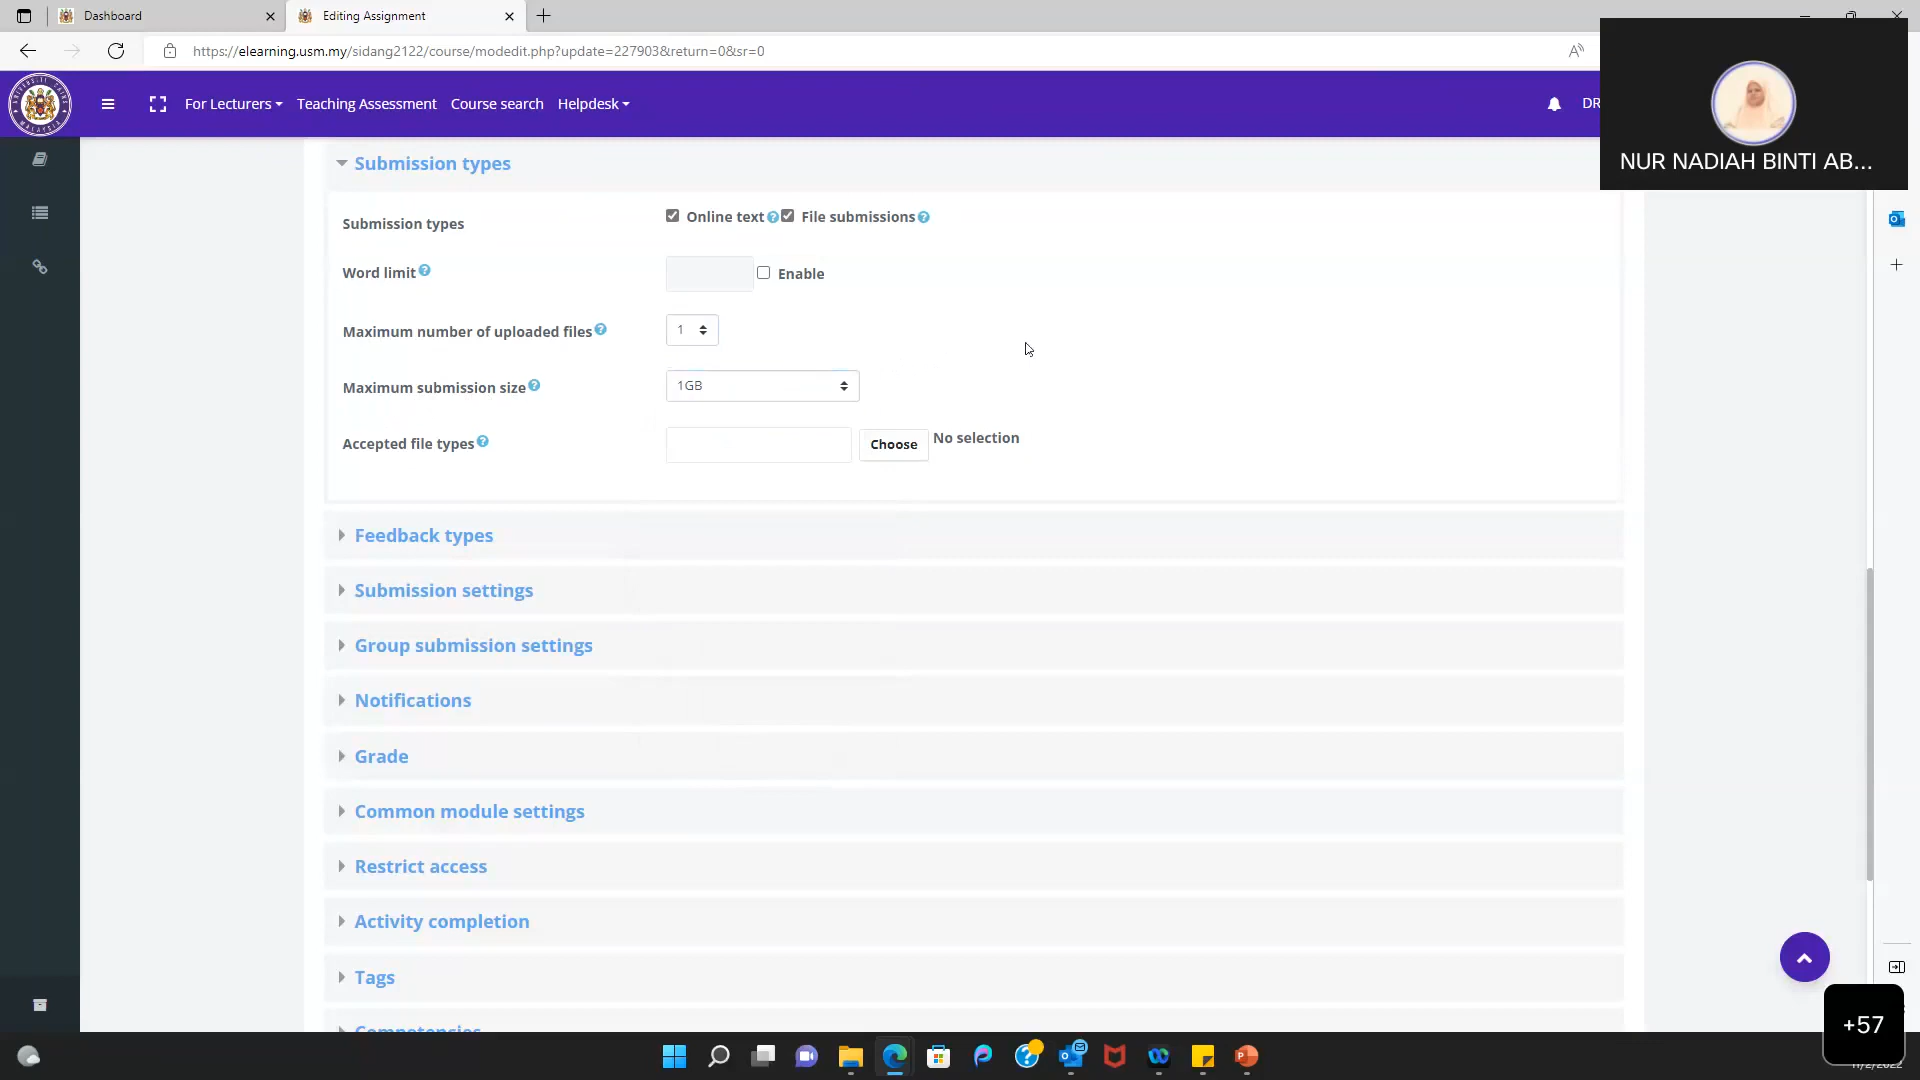 Dashboard
Editing Assignment
https://elearning.usm.my/sidang2122/course/modedit.php?update=227903&return=0&sr=0
For Lecturers
Teaching Assessment
Course search
Helpdesk
DR
NUR NADIAH BINTI AB...
Submission types
Submission types
Online text
File submissions
Word limit
Enable
Maximum number of uploaded files
1
Maximum submission size
1GB
Accepted file types
Choose
No selection
Feedback types
Submission settings
Group submission settings
Notifications
Grade
Common module settings
Restrict access
Activity completion
Tags
Competencies
+57